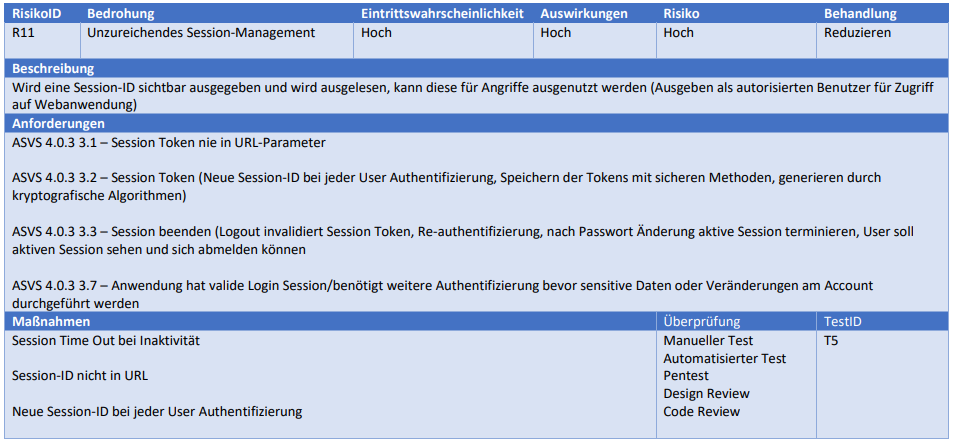 RisikoID Bedrohung Eintrittswahrscheinlichkeit Auswirkungen Risiko Behandlung
R11 Unzureichendes Session-Management Hoch Hoch Hoch Reduzieren
Beschreibung
Wird eine Session-ID sichtbar ausgegeben und wird ausgelesen, kann diese für Angriffe ausgenutzt werden (Ausgeben als autorisierten Benutzer für Zugriff
auf Webanwendung)
Anforderungen
ASVS 4.0.3 3.1 – Session Token nie in URL-Parameter
ASVS 4.0.3 3.2 – Session Token (Neue Session-ID bei jeder User Authentifizierung, Speichern der Tokens mit sicheren Methoden, generieren durch
kryptografische Algorithmen)
ASVS 4.0.3 3.3 – Session beenden (Logout invalidiert Session Token, Re-authentifizierung, nach Passwort Änderung aktive Session terminieren, User soll
aktiven Session sehen und sich abmelden können
ASVS 4.0.3 3.7 – Anwendung hat valide Login Session/benötigt weitere Authentifizierung bevor sensitive Daten oder Veränderungen am Account
durchgeführt werden
Maßnahmen Überprüfung TestID
Session Time Out bei Inaktivität Manueller Test T5
Automatisierter Test
Session-ID nicht in URL Pentest
Design Review
Neue Session-ID bei jeder User Authentifizierung Code Review